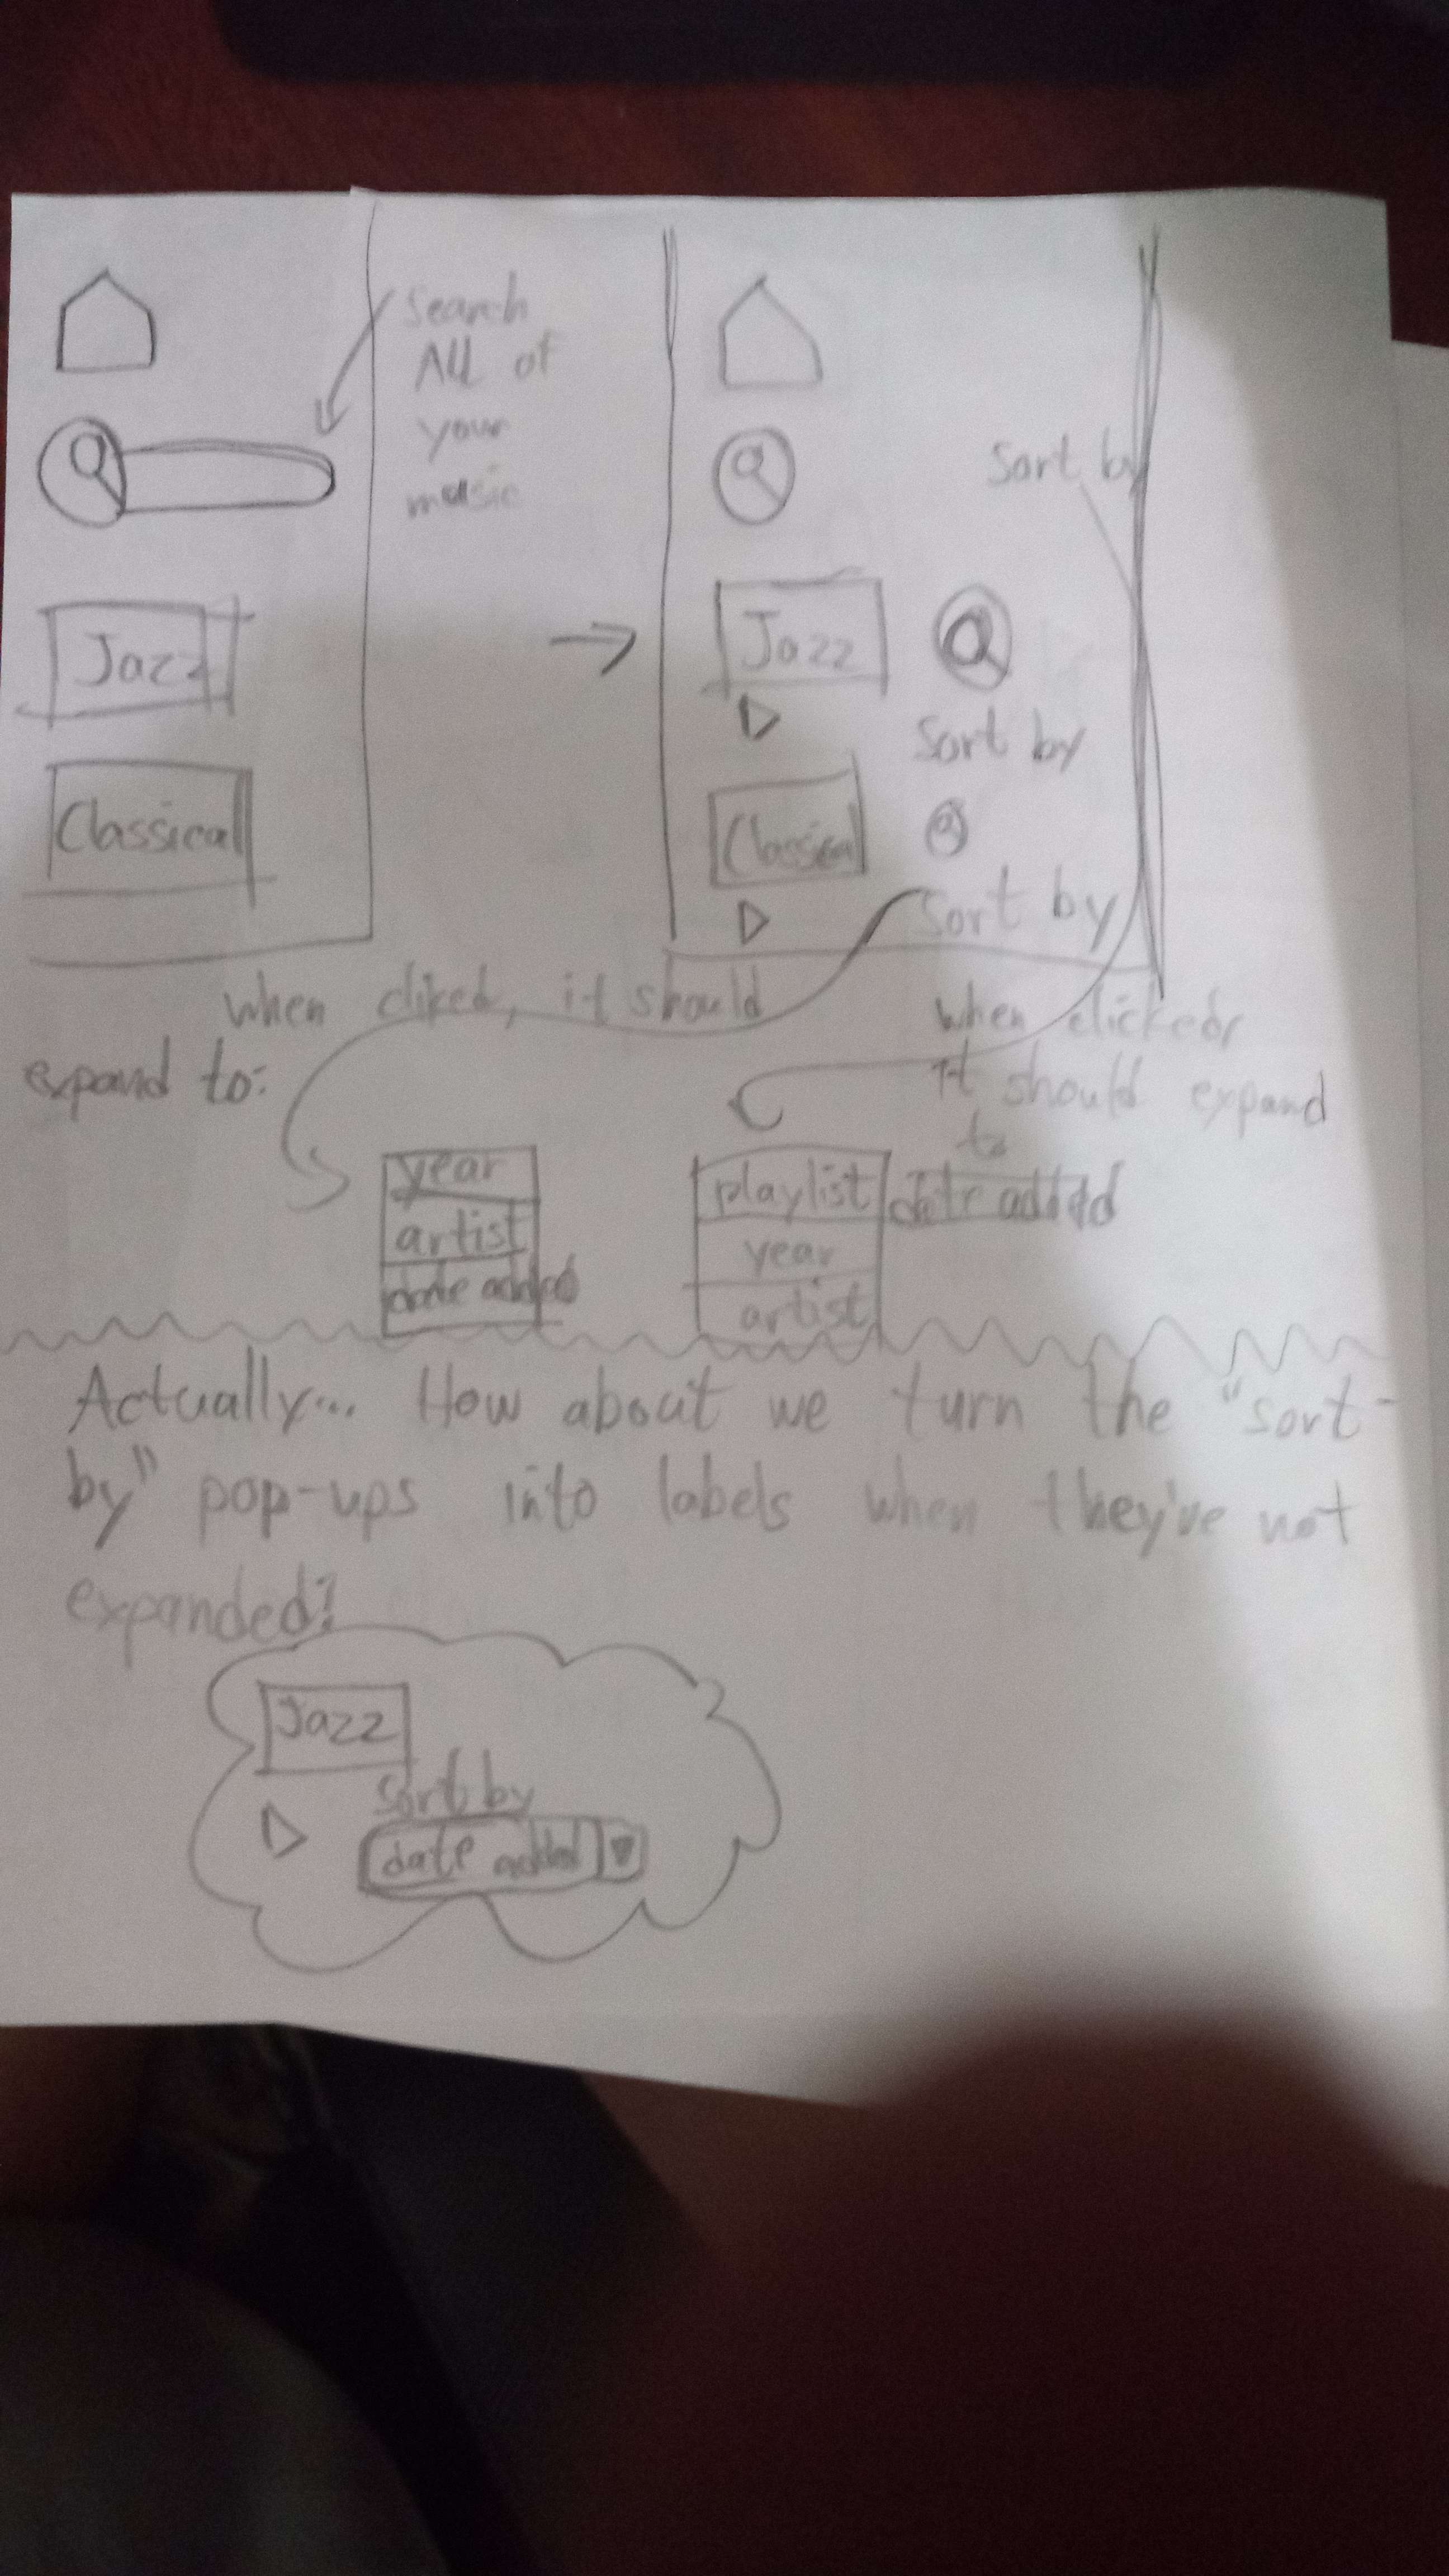 Search
All of
your
music
Jazz
Classical
Sort by
Jazz
Sort by
Classical
Sort by
when cliked, it should
expand to:
when clicked,
it should expand
to
year
artist
date added
playlist
date added
year
artist
Actually... How about we turn the "sort-
by" pop-ups into labels when they've not
expanded?
Jazz
Sort by
date added